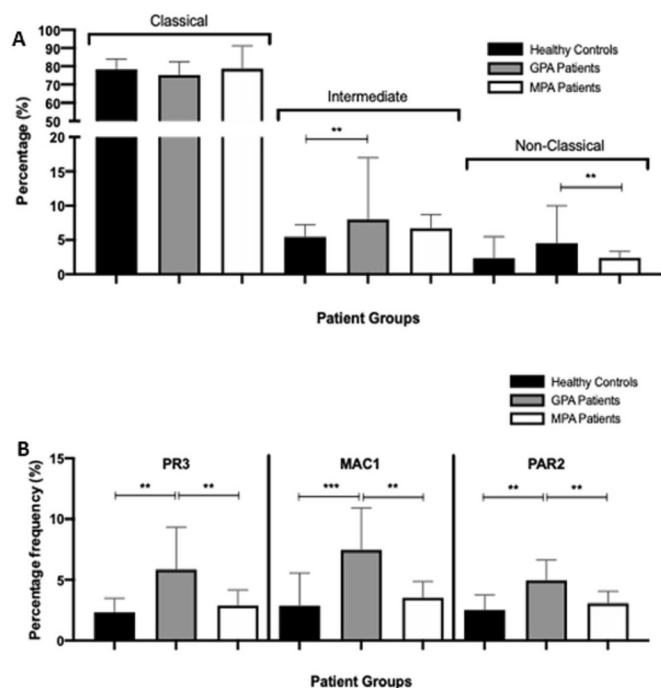 A
Classical
Healthy Controls
GPA Patients
MPA Patients
Intermediate
Non-Classical
**
**
Percentage (%)
100
90
80
70
60
50
20
15
10
5
0
Patient Groups
Healthy Controls
GPA Patients
MPA Patients
B
PR3
MAC1
PAR2
**
**
***
**
**
**
Percentage frequency (%)
15
10
5
0
Patient Groups